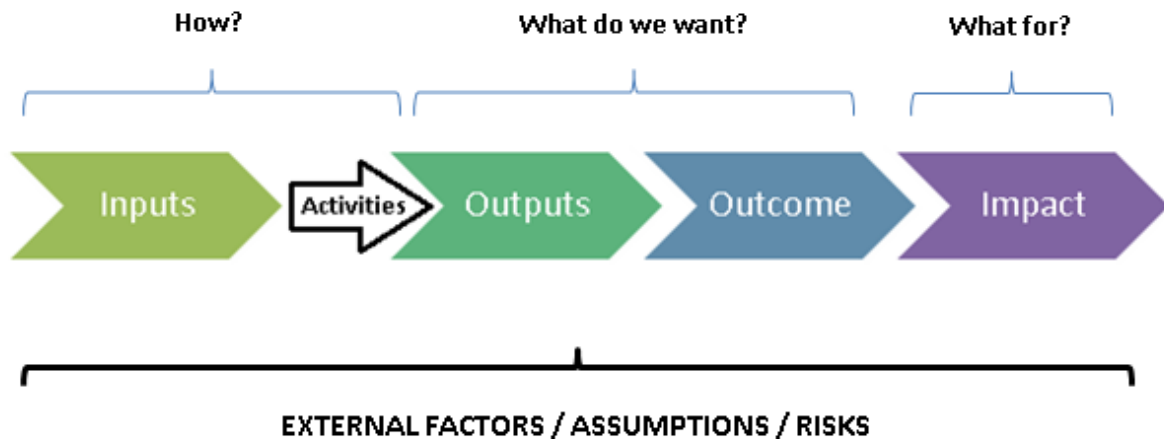 How?
What do we want?
What for?
Inputs
Activities
Outputs
Outcome
Impact
EXTERNAL FACTORS / ASSUMPTIONS / RISKS